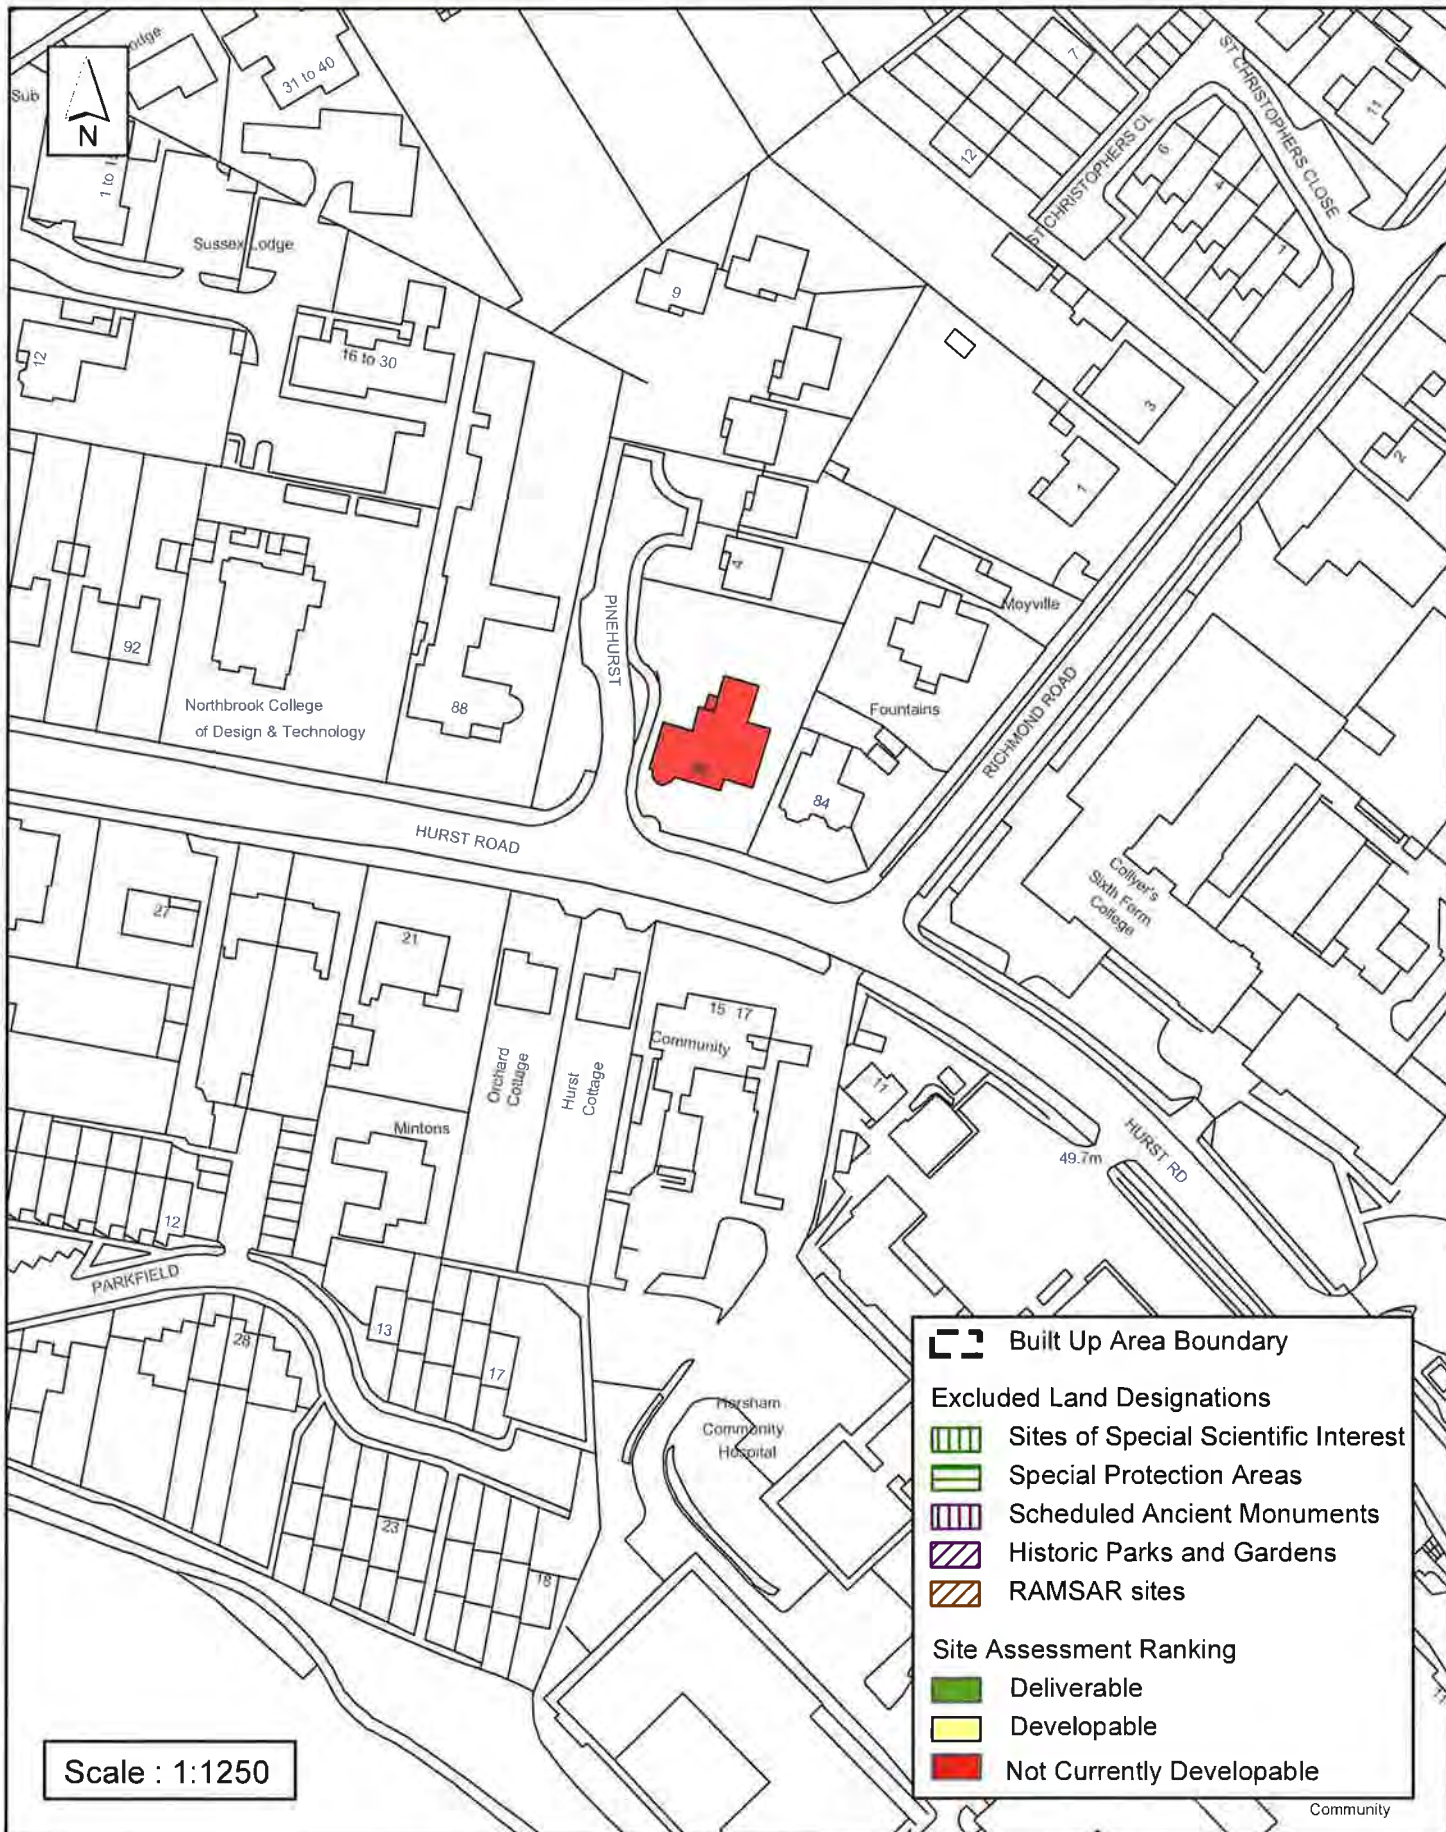 odge
31 to 40
7
ST CHRISTOPHERS CLOSE
Sub
N
11
1 to 1
12
ST CHRISTOPHERS CL
6
4
1
Sussex Lodge
9
12
16 to 30
3
2
1
4
Moyville
PINEHURST
92
Northbrook College
of Design & Technology
88
Fountains
RICHMOND ROAD
84
HURST ROAD
Collyer's
Sixth Form
College
27
21
15 17
Community
Orchard
Cottage
Hurst
Cottage
11
Mintons
49.7m
HURST RD
12
PARKFIELD
13
28
17
Horsham
Community
Hospital
23
18
Built Up Area Boundary
Excluded Land Designations
Sites of Special Scientific Interest
Special Protection Areas
Scheduled Ancient Monuments
Historic Parks and Gardens
RAMSAR sites
Site Assessment Ranking
Deliverable
Developable
Not Currently Developable
Scale : 1:1250
Community